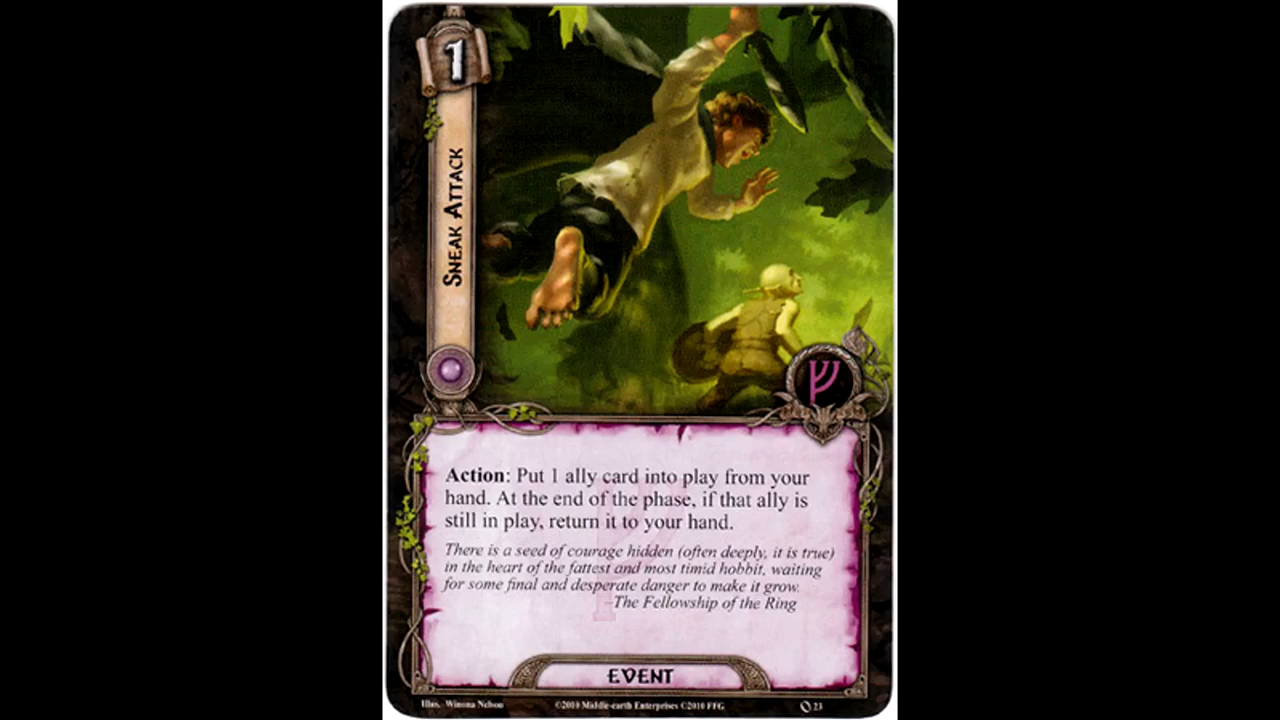 1
SNEAK ATTACK
Action: Put 1 ally card into play from your
hand. At the end of the phase, if that ally is
still in play, return it to your hand.
There is a seed of courage hidden (often deeply, it is true)
in the heart of the fattest and most timid hobbit, waiting
for some final and desperate danger to make it grow.
–The Fellowship of the Ring
EVENT
Illus. Winona Nelson
©2010 Middle-earth Enterprises ©2010 FFG
23